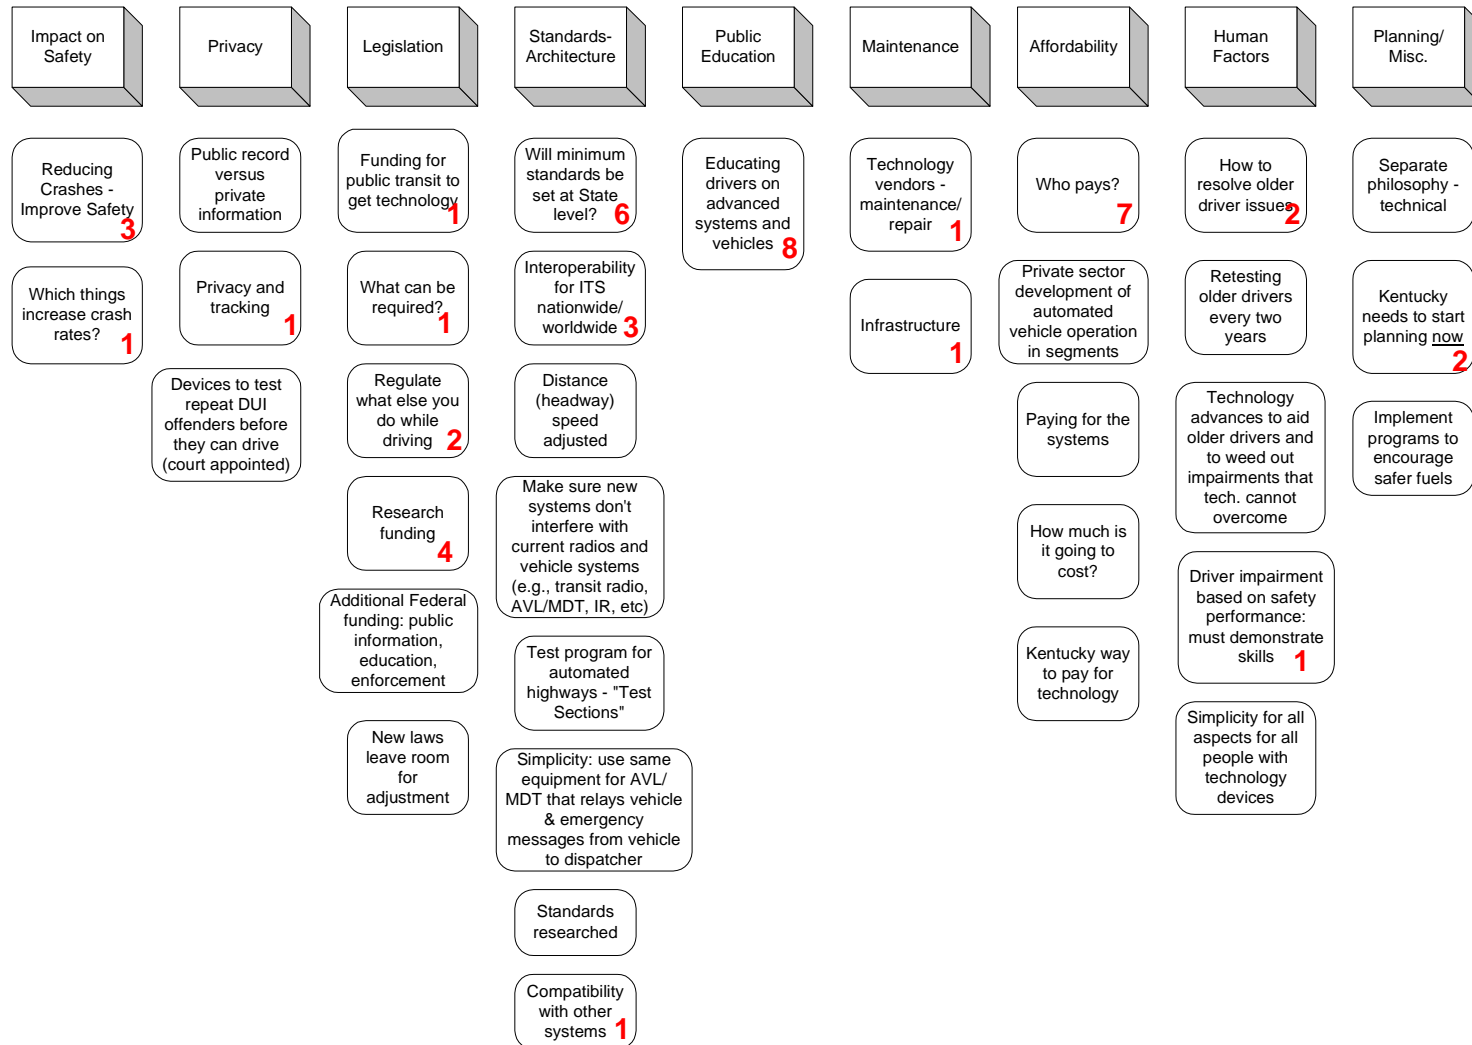 Impact on
Safety
Privacy
Legislation
Standards-
Architecture
Public
Education
Maintenance
Affordability
Human
Factors
Planning/
Misc.
Reducing
Crashes -
Improve Safety
3
Which things
increase crash
rates?
1
Public record
versus
private
information
Privacy and
tracking
1
Devices to test
repeat DUI
offenders before
they can drive
(court appointed)
Funding for
public transit to
get technology
1
What can be
required?
1
Regulate
what else you
do while
driving
2
Research
funding
4
Additional Federal
funding: public
information,
education,
enforcement
New laws
leave room
for
adjustment
Will minimum
standards be
set at State
level?
6
Interoperability
for ITS
nationwide/
worldwide
3
Distance
(headway)
speed
adjusted
Make sure new
systems don't
interfere with
current radios and
vehicle systems
(e.g., transit radio,
AVL/MDT, IR, etc)
Test program for
automated
highways - "Test
Sections"
Simplicity: use same
equipment for AVL/
MDT that relays vehicle
& emergency
messages from vehicle
to dispatcher
Standards
researched
Compatibility
with other
systems
1
Educating
drivers on
advanced
systems and
vehicles
8
Technology
vendors -
maintenance/
repair
1
Infrastructure
1
Who pays?
7
Private sector
development of
automated
vehicle operation
in segments
Paying for the
systems
How much is
it going to
cost?
Kentucky way
to pay for
technology
How to
resolve older
driver issues
2
Retesting
older drivers
every two
years
Technology
advances to aid
older drivers and
to weed out
impairments that
tech. cannot
overcome
Driver impairment
based on safety
performance:
must demonstrate
skills
1
Simplicity for all
aspects for all
people with
technology
devices
Separate
philosophy -
technical
Kentucky
needs to start
planning now
2
Implement
programs to
encourage
safer fuels